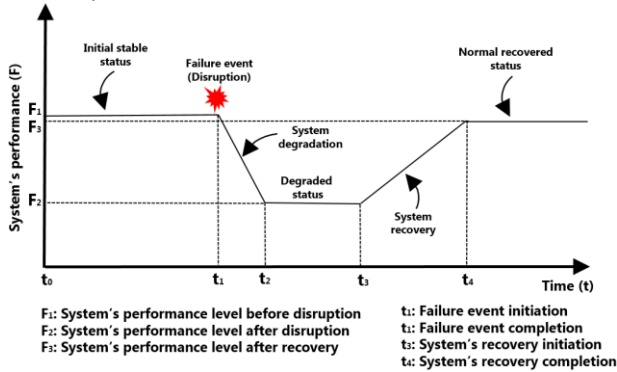 Initial stable
status
Failure event
(Disruption)
Normal recovered
status
System's performance (F)
F₁
F₃
F₂
System
degradation
Degraded
status
System
recovery
t₀
t₁
t₂
t₃
t₄
Time (t)
F₁: System's performance level before disruption
F₂: System's performance level after disruption
F₃: System's performance level after recovery
t₁: Failure event initiation
t₁: Failure event completion
t₃: System's recovery initiation
t₄: System's recovery completion